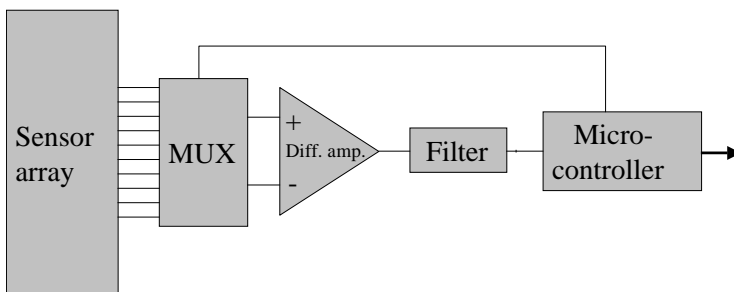 Sensor
array
MUX
+
Diff. amp.
-
Filter
Micro-
controller